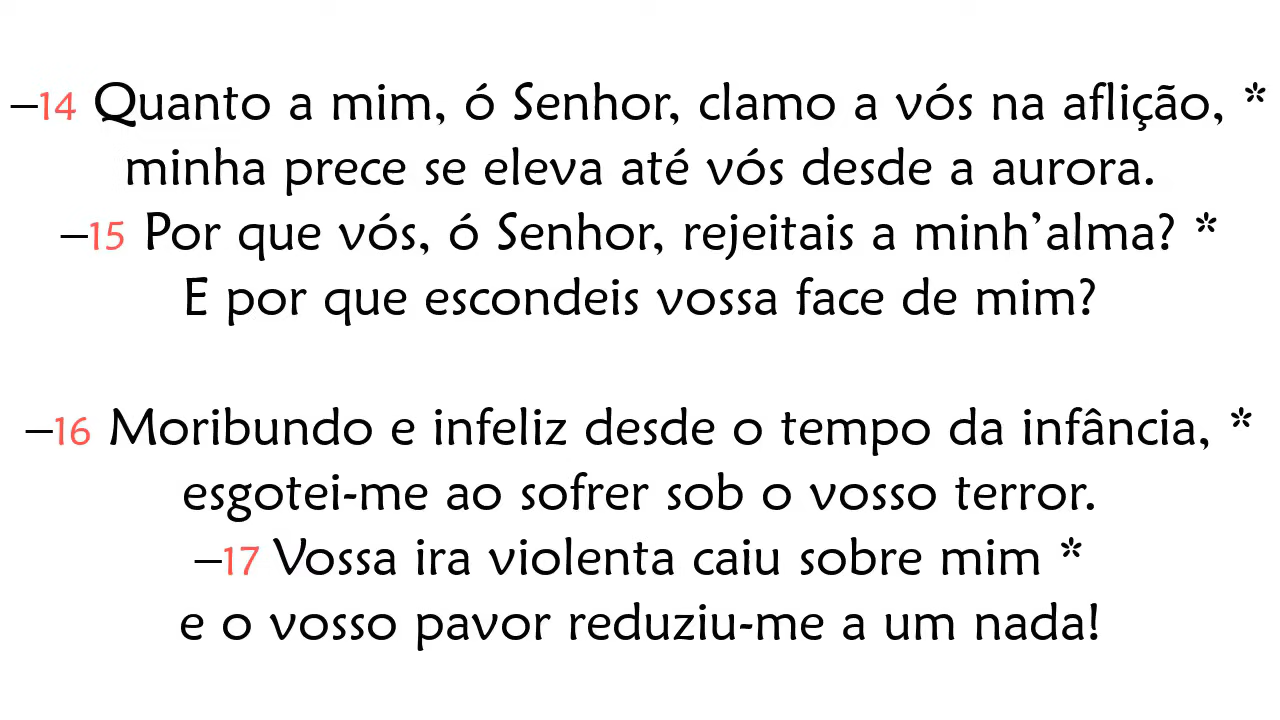 –14 Quanto a mim, ó Senhor, clamo a vós na aflição, *
minha prece se eleva até vós desde a aurora.
–15 Por que vós, ó Senhor, rejeitais a minh’alma? *
E por que escondeis vossa face de mim?
–16 Moribundo e infeliz desde o tempo da infância, *
esgotei-me ao sofrer sob o vosso terror.
–17 Vossa ira violenta caiu sobre mim *
e o vosso pavor reduziu-me a um nada!